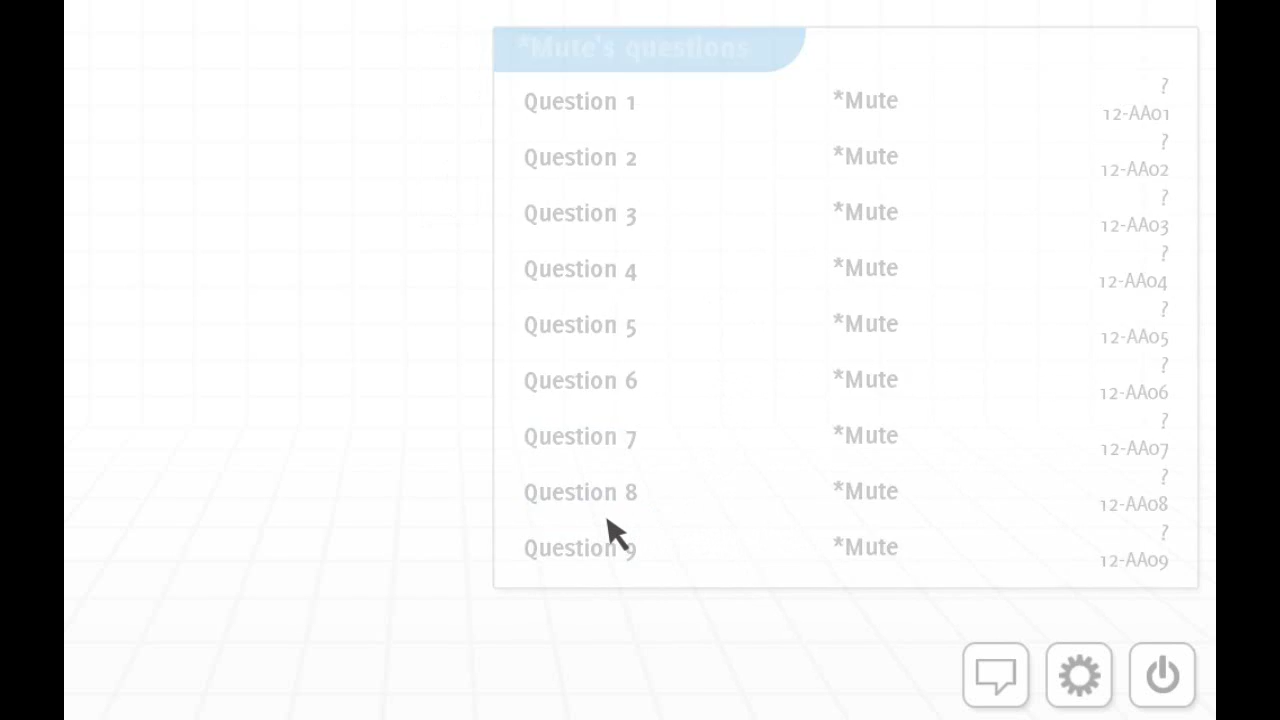 *Mute's questions
Question 1 *Mute ?
12-AA01
Question 2 *Mute ?
12-AA02
Question 3 *Mute ?
12-AA03
Question 4 *Mute ?
12-AA04
Question 5 *Mute ?
12-AA05
Question 6 *Mute ?
12-AA06
Question 7 *Mute ?
12-AA07
Question 8 *Mute ?
12-AA08
Question 9 *Mute ?
12-AA09